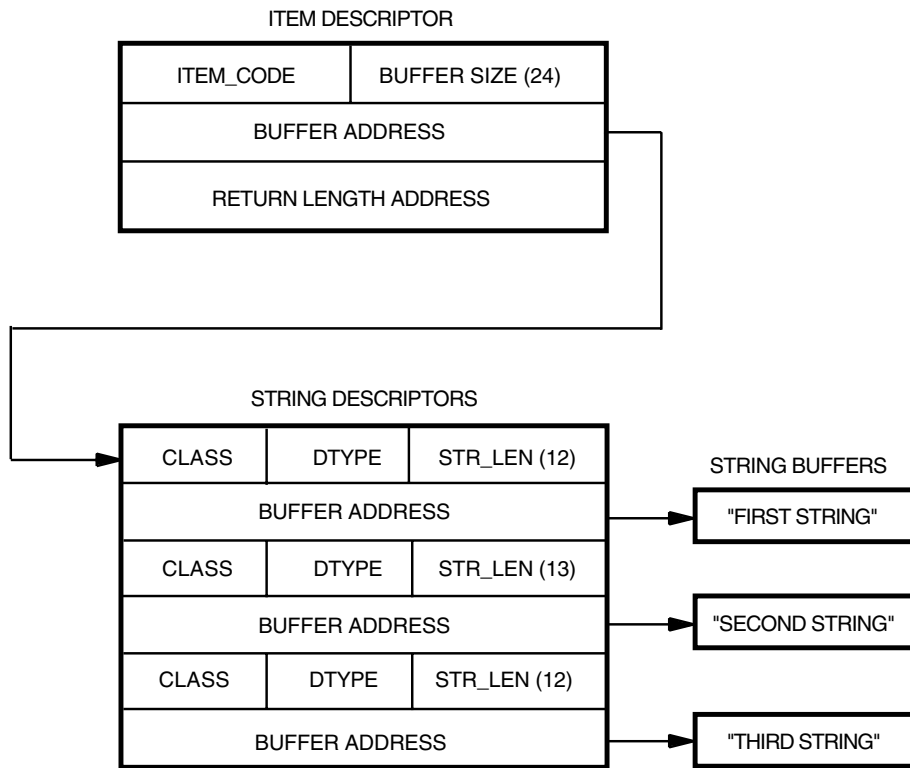 ITEM DESCRIPTOR
ITEM_CODE BUFFER SIZE (24)
BUFFER ADDRESS
RETURN LENGTH ADDRESS
STRING DESCRIPTORS
CLASS DTYPE STR_LEN (12)
STRING BUFFERS
BUFFER ADDRESS
"FIRST STRING"
CLASS DTYPE STR_LEN (13)
BUFFER ADDRESS
"SECOND STRING"
CLASS DTYPE STR_LEN (12)
BUFFER ADDRESS
"THIRD STRING"